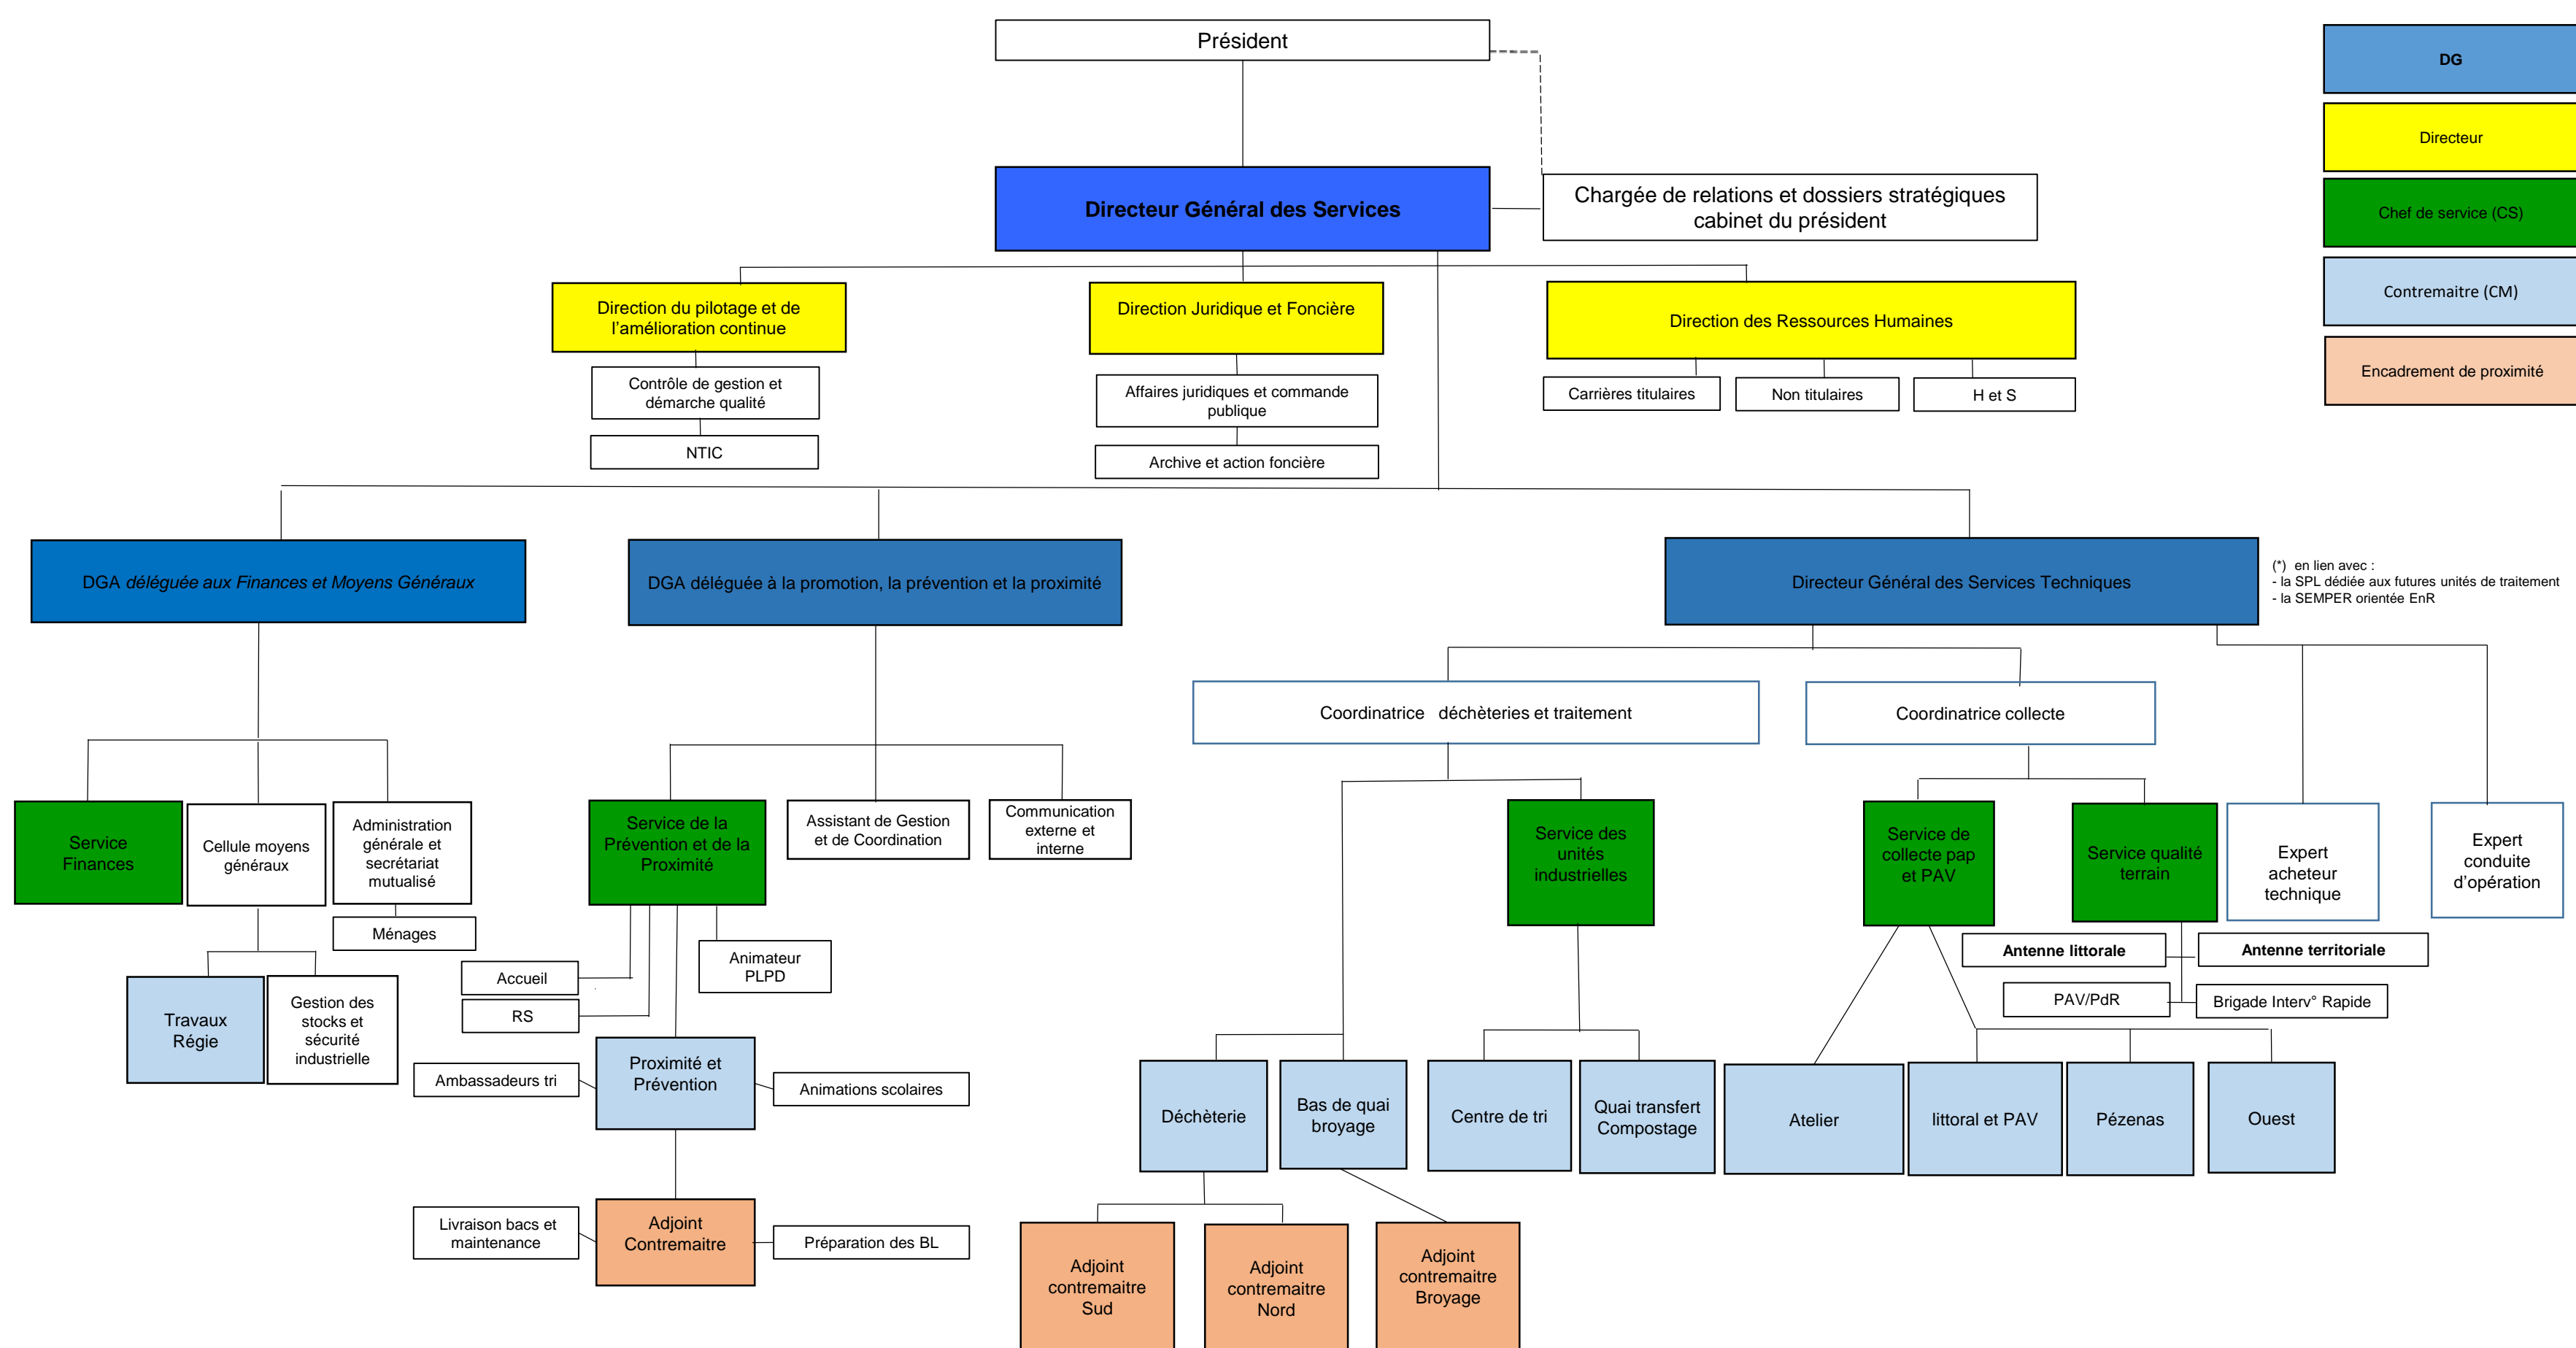 Président
DG
Directeur
Chef de service (CS)
Contremaitre (CM)
Encadrement de proximité
Directeur Général des Services
Chargée de relations et dossiers stratégiques
cabinet du président
Direction du pilotage et de
l'amélioration continue
Direction Juridique et Foncière
Direction des Ressources Humaines
Contrôle de gestion et
démarche qualité
NTIC
Affaires juridiques et commande
publique
Archive et action foncière
Carrières titulaires
Non titulaires
H et S
DGA déléguée aux Finances et Moyens Généraux
DGA déléguée à la promotion, la prévention et la proximité
Directeur Général des Services Techniques
(*) en lien avec :
- la SPL dédiée aux futures unités de traitement
- la SEMPER orientée EnR
Coordinatrice déchèteries et traitement
Coordinatrice collecte
Service
Finances
Cellule moyens
généraux
Administration
générale et
secrétariat
mutualisé
Ménages
Service de la
Prévention et de la
Proximité
Assistant de Gestion
et de Coordination
Communication
externe et
interne
Service des
unités
industrielles
Service de
collecte pap
et PAV
Service qualité
terrain
Expert
acheteur
technique
Expert
conduite
d'opération
Travaux
Régie
Gestion des
stocks et
sécurité
industrielle
Accueil
RS
Animateur
PLPD
Antenne littorale
Antenne territoriale
PAV/PdR
Brigade Interv° Rapide
Ambassadeurs tri
Proximité et
Prévention
Animations scolaires
Déchèterie
Bas de quai
broyage
Centre de tri
Quai transfert
Compostage
Atelier
littoral et PAV
Pézenas
Ouest
Livraison bacs et
maintenance
Adjoint
Contremaitre
Préparation des BL
Adjoint
contremaitre
Sud
Adjoint
contremaitre
Nord
Adjoint
contremaitre
Broyage